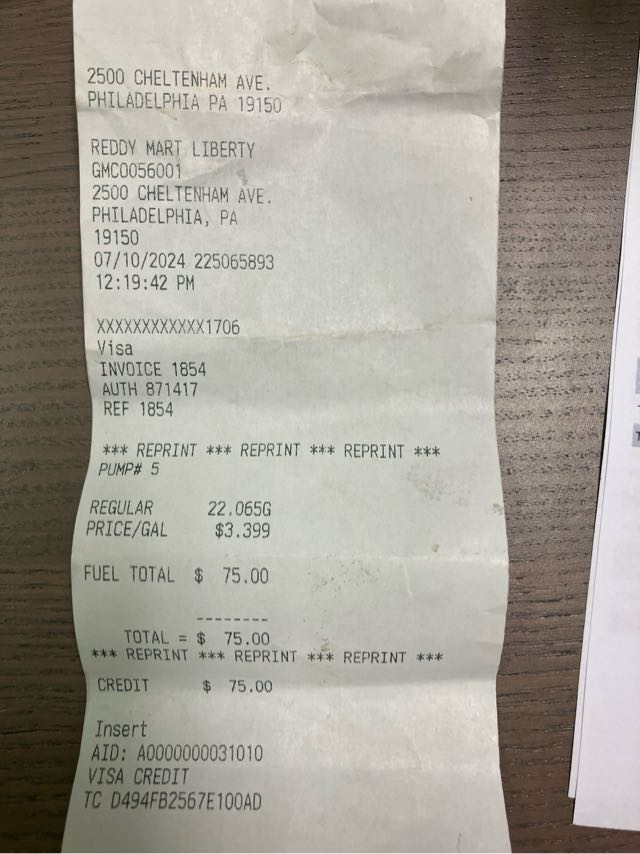 2500 CHELTENHAM AVE.
PHILADELPHIA PA 19150
REDDY MART LIBERTY
GMC0056001
2500 CHELTENHAM AVE.
PHILADELPHIA, PA
19150
07/10/2024 225065893
12:19:42 PM
XXXXXXXXXXXX1706
Visa
INVOICE 1854
AUTH 871417
REF 1854
*** REPRINT *** REPRINT *** REPRINT ***
PUMP# 5
REGULAR 22.065G
PRICE/GAL $3.399
FUEL TOTAL $ 75.00
--------
TOTAL = $ 75.00
*** REPRINT *** REPRINT *** REPRINT ***
CREDIT $ 75.00
Insert
AID: A0000000031010
VISA CREDIT
TC D494FB2567E100AD